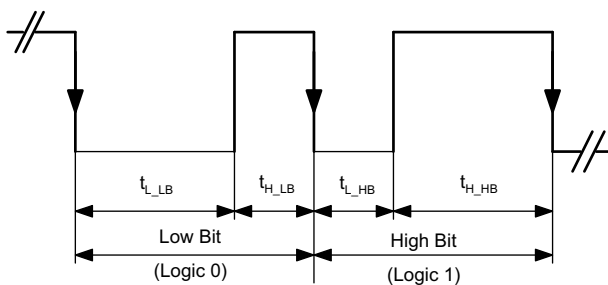 t_L_LB t_H_LB t_L_HB t_H_HB
Low Bit High Bit
(Logic 0) (Logic 1)